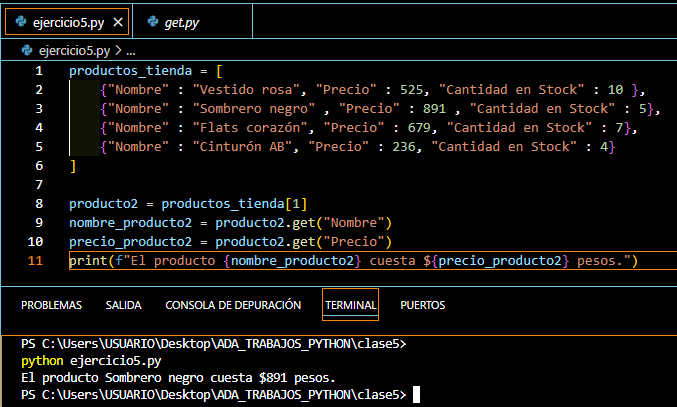 ejercicio5.py X get.py
ejercicio5.py > ...
1 productos_tienda = [
2 {"Nombre" : "Vestido rosa", "Precio" : 525, "Cantidad en Stock" : 10 },
3 {"Nombre" : "Sombrero negro" , "Precio" : 891 , "Cantidad en Stock" : 5},
4 {"Nombre" : "Flats corazón", "Precio" : 679, "Cantidad en Stock" : 7},
5 {"Nombre" : "Cinturón AB", "Precio" : 236, "Cantidad en Stock" : 4}
6 ]
7
8 producto2 = productos_tienda[1]
9 nombre_producto2 = producto2.get("Nombre")
10 precio_producto2 = producto2.get("Precio")
11 print(f"El producto {nombre_producto2} cuesta ${precio_producto2} pesos.")
PROBLEMAS SALIDA CONSOLA DE DEPURACIÓN TERMINAL PUERTOS
PS C:\Users\USUARIO\Desktop\ADA_TRABAJOS_PYTHON\clase5>
python ejercicio5.py
El producto Sombrero negro cuesta $891 pesos.
PS C:\Users\USUARIO\Desktop\ADA_TRABAJOS_PYTHON\clase5>